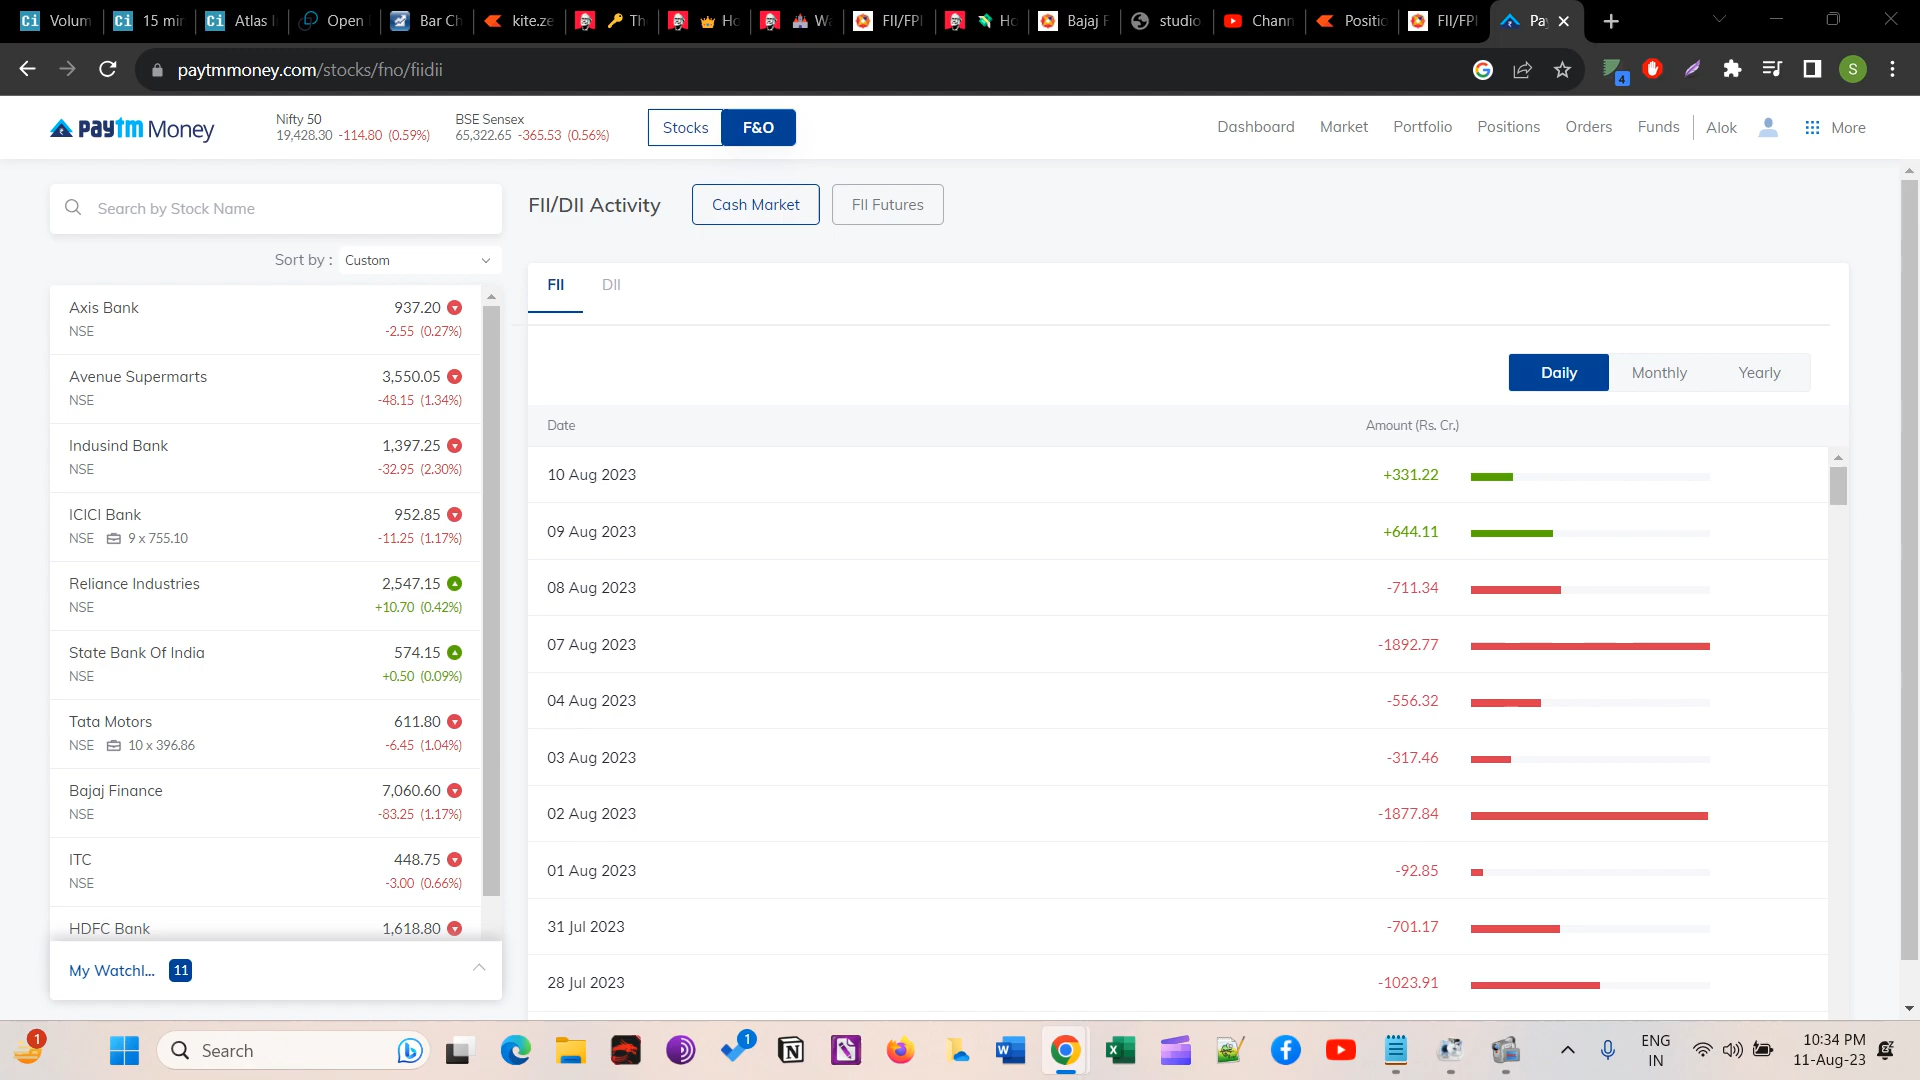 Volum
15 mi
Atlas I
Open
Bar Ch
kite.ze
Th
Ho
Wa
FII/FPI
Ho
Bajaj F
studio
Chann
Positio
FII/FPI
Pay
paytmmoney.com/stocks/fno/fiidii
4
S
paytm Money
Nifty 50
19,428.30 -114.80 (0.59%)
BSE Sensex
65,322.65 -365.53 (0.56%)
Stocks
F&O
Dashboard
Market
Portfolio
Positions
Orders
Funds
Alok
More
Search by Stock Name
Sort by : Custom
Axis Bank 937.20
NSE -2.55 (0.27%)
Avenue Supermarts 3,550.05
NSE -48.15 (1.34%)
Indusind Bank 1,397.25
NSE -32.95 (2.30%)
ICICI Bank 952.85
NSE 9 x 755.10 -11.25 (1.17%)
Reliance Industries 2,547.15
NSE +10.70 (0.42%)
State Bank Of India 574.15
NSE +0.50 (0.09%)
Tata Motors 611.80
NSE 10 x 396.86 -6.45 (1.04%)
Bajaj Finance 7,060.60
NSE -83.25 (1.17%)
ITC 448.75
NSE -3.00 (0.66%)
HDFC Bank 1,618.80
My Watchl... 11
FII/DII Activity
Cash Market
FII Futures
FII
DII
Daily
Monthly
Yearly
Date Amount (Rs. Cr.)
10 Aug 2023 +331.22
09 Aug 2023 +644.11
08 Aug 2023 -711.34
07 Aug 2023 -1892.77
04 Aug 2023 -556.32
03 Aug 2023 -317.46
02 Aug 2023 -1877.84
01 Aug 2023 -92.85
31 Jul 2023 -701.17
28 Jul 2023 -1023.91
1
Search
1
ENG
IN
10:34 PM
11-Aug-23